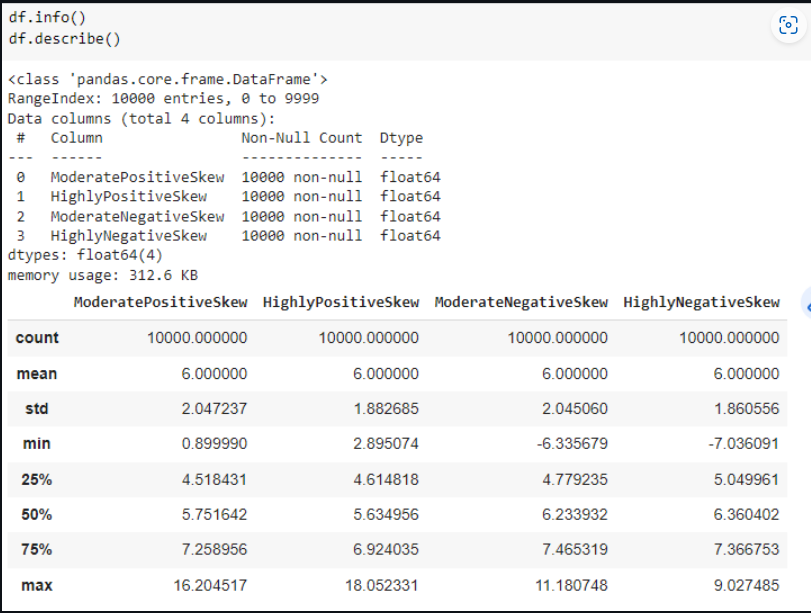 df.info()
df.describe()
<class 'pandas.core.frame.DataFrame'>
RangeIndex: 10000 entries, 0 to 9999
Data columns (total 4 columns):
 #   Column                Non-Null Count  Dtype
---  ------                --------------  -----
 0   ModeratePositiveSkew  10000 non-null  float64
 1   HighlyPositiveSkew    10000 non-null  float64
 2   ModerateNegativeSkew  10000 non-null  float64
 3   HighlyNegativeSkew    10000 non-null  float64
dtypes: float64(4)
memory usage: 312.6 KB
ModeratePositiveSkew HighlyPositiveSkew ModerateNegativeSkew HighlyNegativeSkew
count 10000.000000 10000.000000 10000.000000 10000.000000
mean 6.000000 6.000000 6.000000 6.000000
std 2.047237 1.882685 2.045060 1.860556
min 0.899990 2.895074 -6.335679 -7.036091
25% 4.518431 4.614818 4.779235 5.049961
50% 5.751642 5.634956 6.233932 6.360402
75% 7.258956 6.924035 7.465319 7.366753
max 16.204517 18.052331 11.180748 9.027485